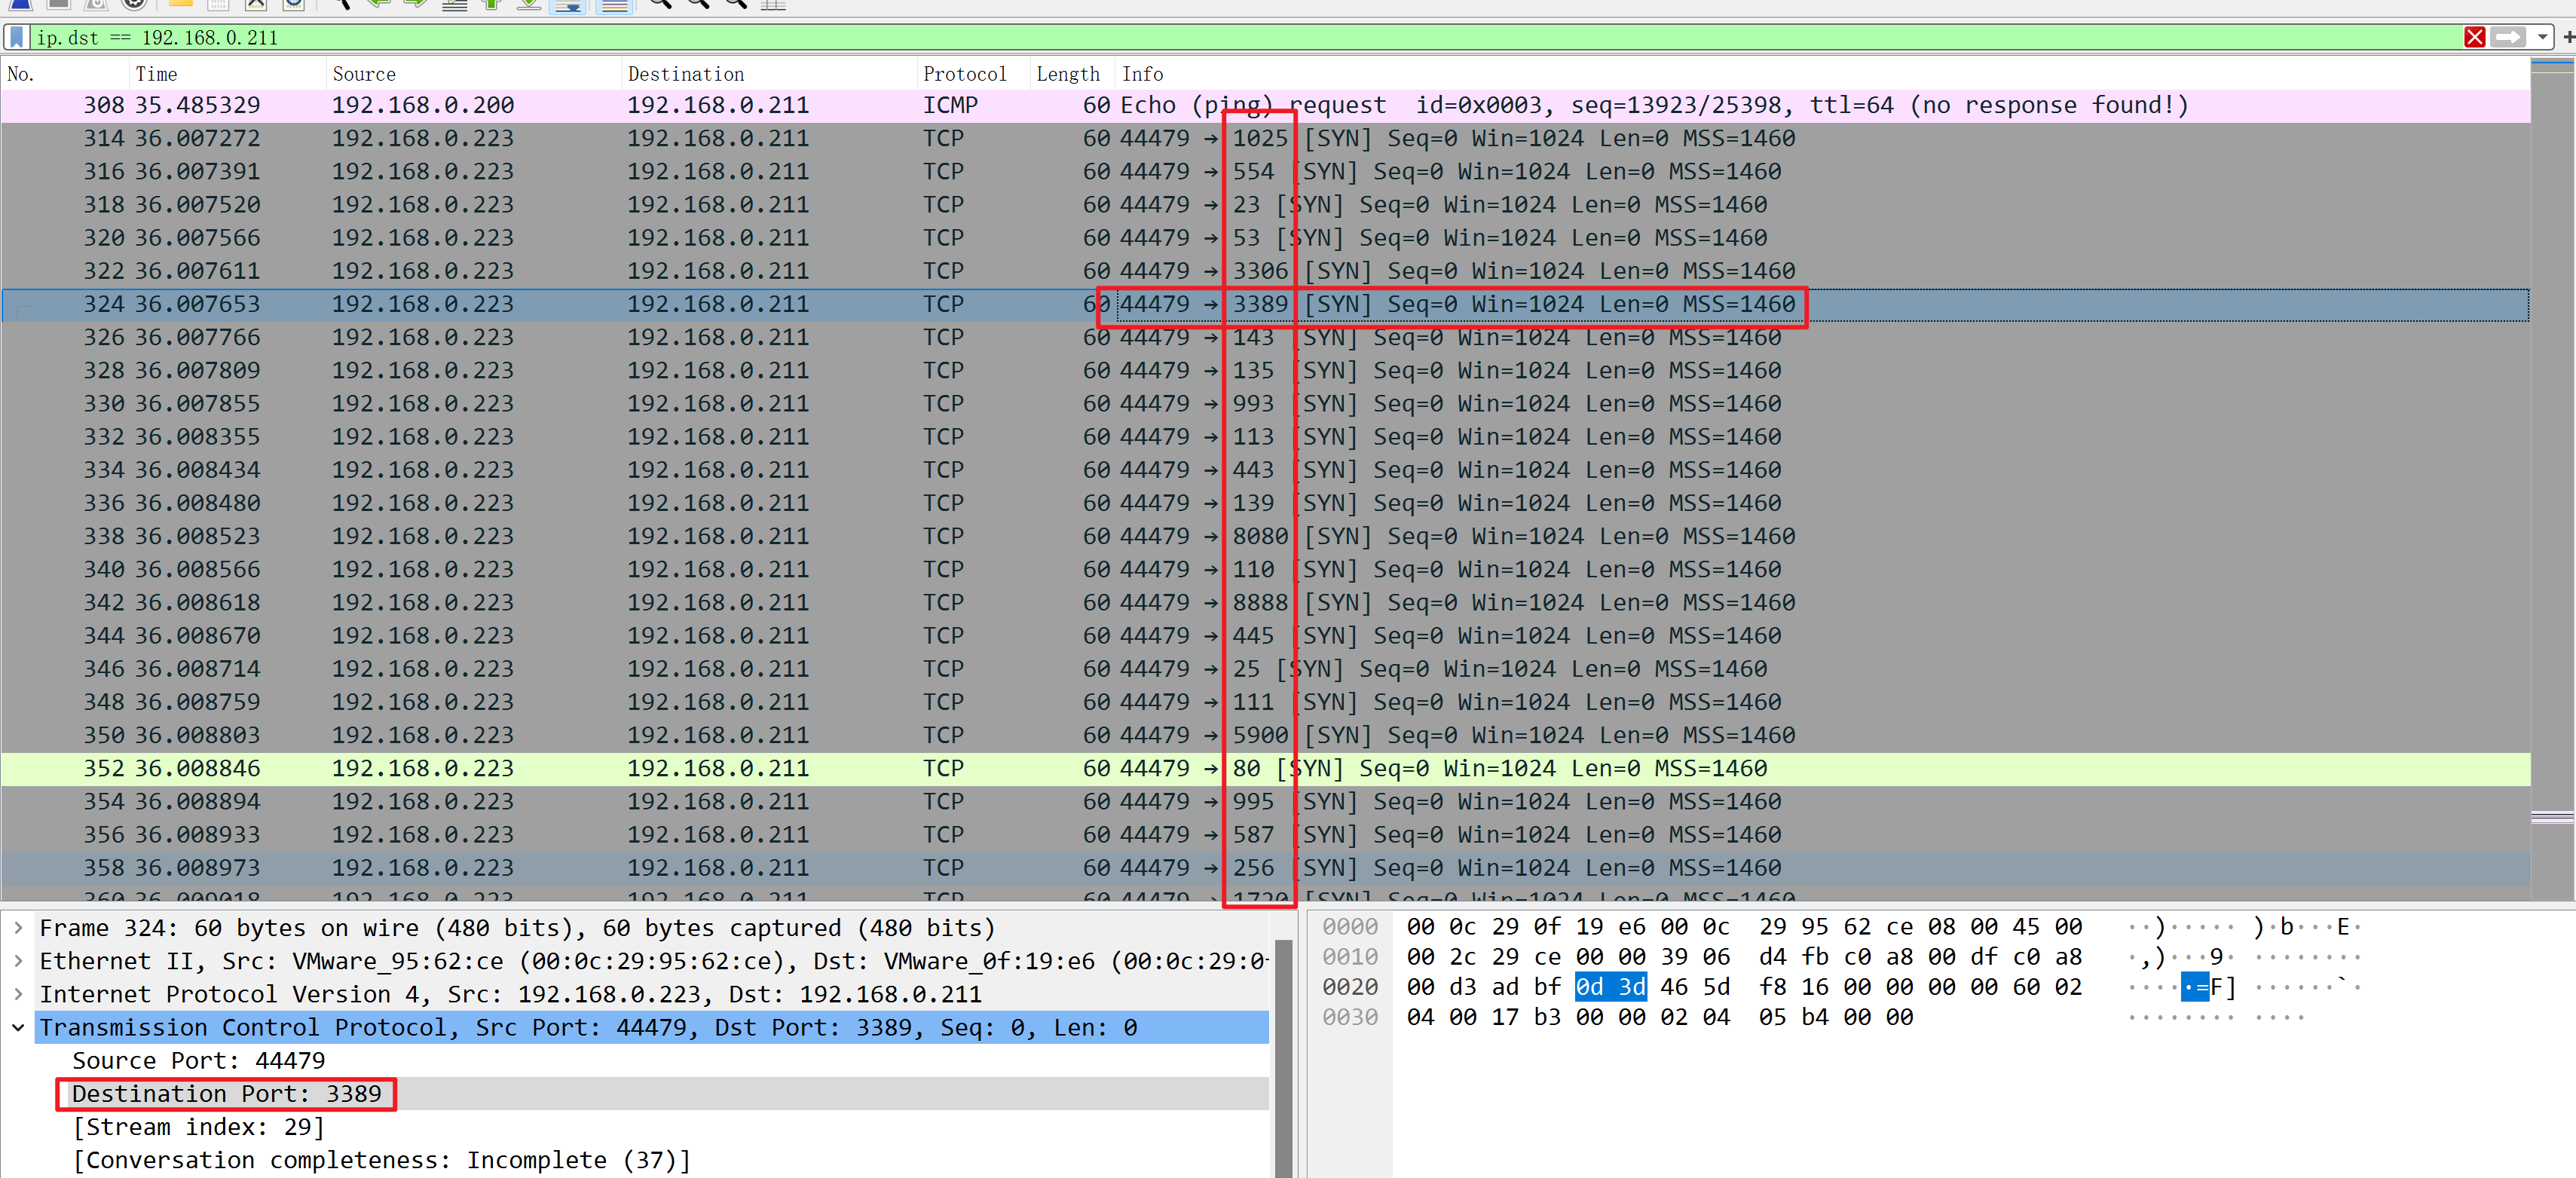 ip.dst == 192.168.0.211
No. Time Source Destination Protocol Length Info
308 35.485329 192.168.0.200 192.168.0.211 ICMP 60 Echo (ping) request id=0x0003, seq=13923/25398, ttl=64 (no response found!)
314 36.007272 192.168.0.223 192.168.0.211 TCP 60 44479 → 1025 [SYN] Seq=0 Win=1024 Len=0 MSS=1460
316 36.007391 192.168.0.223 192.168.0.211 TCP 60 44479 → 554 [SYN] Seq=0 Win=1024 Len=0 MSS=1460
318 36.007520 192.168.0.223 192.168.0.211 TCP 60 44479 → 23 [SYN] Seq=0 Win=1024 Len=0 MSS=1460
320 36.007566 192.168.0.223 192.168.0.211 TCP 60 44479 → 53 [SYN] Seq=0 Win=1024 Len=0 MSS=1460
322 36.007611 192.168.0.223 192.168.0.211 TCP 60 44479 → 3306 [SYN] Seq=0 Win=1024 Len=0 MSS=1460
324 36.007653 192.168.0.223 192.168.0.211 TCP 60 44479 → 3389 [SYN] Seq=0 Win=1024 Len=0 MSS=1460
326 36.007766 192.168.0.223 192.168.0.211 TCP 60 44479 → 143 [SYN] Seq=0 Win=1024 Len=0 MSS=1460
328 36.007809 192.168.0.223 192.168.0.211 TCP 60 44479 → 135 [SYN] Seq=0 Win=1024 Len=0 MSS=1460
330 36.007855 192.168.0.223 192.168.0.211 TCP 60 44479 → 993 [SYN] Seq=0 Win=1024 Len=0 MSS=1460
332 36.008355 192.168.0.223 192.168.0.211 TCP 60 44479 → 113 [SYN] Seq=0 Win=1024 Len=0 MSS=1460
334 36.008434 192.168.0.223 192.168.0.211 TCP 60 44479 → 443 [SYN] Seq=0 Win=1024 Len=0 MSS=1460
336 36.008480 192.168.0.223 192.168.0.211 TCP 60 44479 → 139 [SYN] Seq=0 Win=1024 Len=0 MSS=1460
338 36.008523 192.168.0.223 192.168.0.211 TCP 60 44479 → 8080 [SYN] Seq=0 Win=1024 Len=0 MSS=1460
340 36.008566 192.168.0.223 192.168.0.211 TCP 60 44479 → 110 [SYN] Seq=0 Win=1024 Len=0 MSS=1460
342 36.008618 192.168.0.223 192.168.0.211 TCP 60 44479 → 8888 [SYN] Seq=0 Win=1024 Len=0 MSS=1460
344 36.008670 192.168.0.223 192.168.0.211 TCP 60 44479 → 445 [SYN] Seq=0 Win=1024 Len=0 MSS=1460
346 36.008714 192.168.0.223 192.168.0.211 TCP 60 44479 → 25 [SYN] Seq=0 Win=1024 Len=0 MSS=1460
348 36.008759 192.168.0.223 192.168.0.211 TCP 60 44479 → 111 [SYN] Seq=0 Win=1024 Len=0 MSS=1460
350 36.008803 192.168.0.223 192.168.0.211 TCP 60 44479 → 5900 [SYN] Seq=0 Win=1024 Len=0 MSS=1460
352 36.008846 192.168.0.223 192.168.0.211 TCP 60 44479 → 80 [SYN] Seq=0 Win=1024 Len=0 MSS=1460
354 36.008894 192.168.0.223 192.168.0.211 TCP 60 44479 → 995 [SYN] Seq=0 Win=1024 Len=0 MSS=1460
356 36.008933 192.168.0.223 192.168.0.211 TCP 60 44479 → 587 [SYN] Seq=0 Win=1024 Len=0 MSS=1460
358 36.008973 192.168.0.223 192.168.0.211 TCP 60 44479 → 256 [SYN] Seq=0 Win=1024 Len=0 MSS=1460
360 36.009018 192.168.0.223 192.168.0.211 TCP 60 44479 → 1720 [SYN] Seq=0 Win=1024 Len=0 MSS=1460
Frame 324: 60 bytes on wire (480 bits), 60 bytes captured (480 bits)
Ethernet II, Src: VMware_95:62:ce (00:0c:29:95:62:ce), Dst: VMware_0f:19:e6 (00:0c:29:0
Internet Protocol Version 4, Src: 192.168.0.223, Dst: 192.168.0.211
Transmission Control Protocol, Src Port: 44479, Dst Port: 3389, Seq: 0, Len: 0
Source Port: 44479
Destination Port: 3389
[Stream index: 29]
[Conversation completeness: Incomplete (37)]
0000 00 0c 29 0f 19 e6 00 0c 29 95 62 ce 08 00 45 00 ··)····· )·b···E·
0010 00 2c 29 ce 00 00 39 06 d4 fb c0 a8 00 df c0 a8 ·,)···9· ········
0020 00 d3 ad bf 0d 3d 46 5d f8 16 00 00 00 00 60 02 ·····=F] ······`·
0030 04 00 17 b3 00 00 02 04 05 b4 00 00 ········ ····